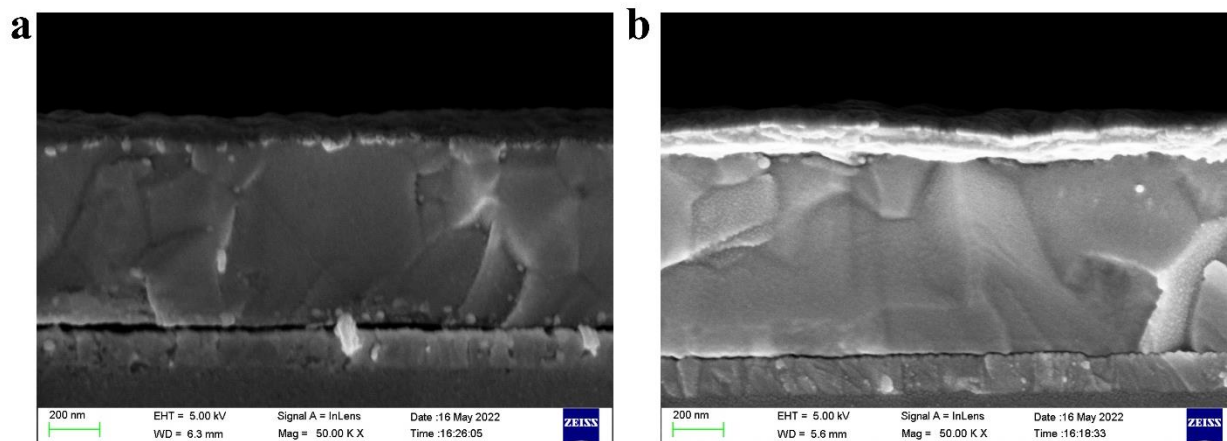 a
b
200 nm
EHT = 5.00 kV
WD = 6.3 mm
Signal A = InLens
Mag = 50.00 K X
Date :16 May 2022
Time :16:26:05
ZEISS
200 nm
EHT = 5.00 kV
WD = 5.6 mm
Signal A = InLens
Mag = 50.00 K X
Date :16 May 2022
Time :16:18:33
ZEISS